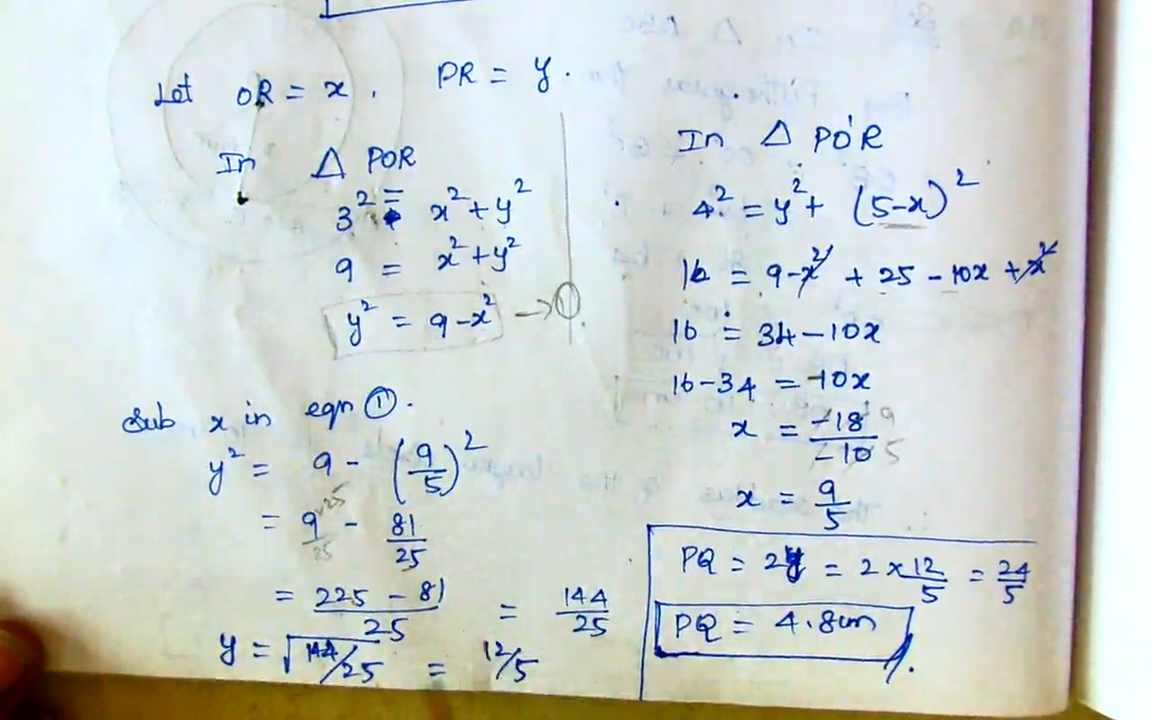 Let OR = x , PR = y .
In △ POR
3² = x² + y²
9 = x² + y²
y² = 9 - x² → ①
In △ PO'R
4² = y² + (5-x)²
16 = 9 - x² + 25 - 10x + x²
16 = 34 - 10x
16 - 34 = -10x
x = -18/-10 9 5
x = 9/5
Sub x in eqn ① .
y² = 9 - (9/5)²
= 9×25/25 - 81/25
= 225 - 81/25 = 144/25
y = √144/25 = 12/5
PQ = 2y = 2 × 12/5 = 24/5
PQ = 4.8cm